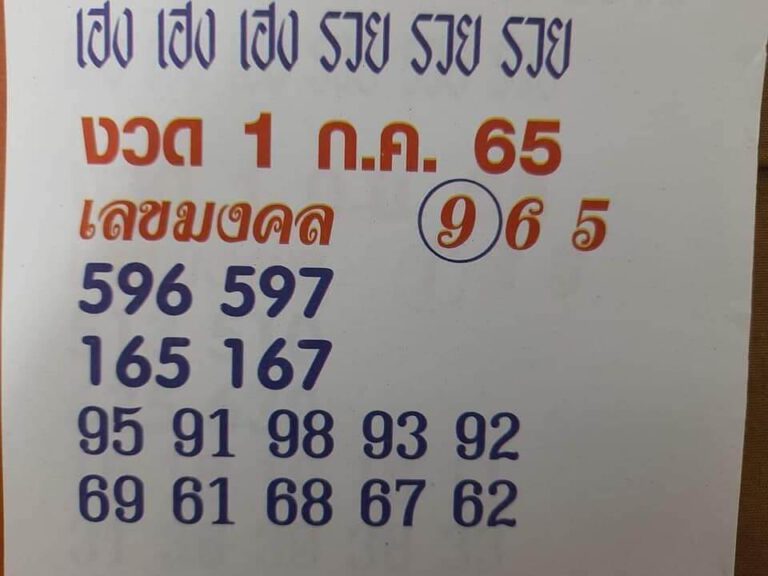 เฮง เฮง เฮง รวย รวย รวย
งวด 1 ก.ค. 65
เลขมงคล 9 6 5
596 597
165 167
95 91 98 93 92
69 61 68 67 62